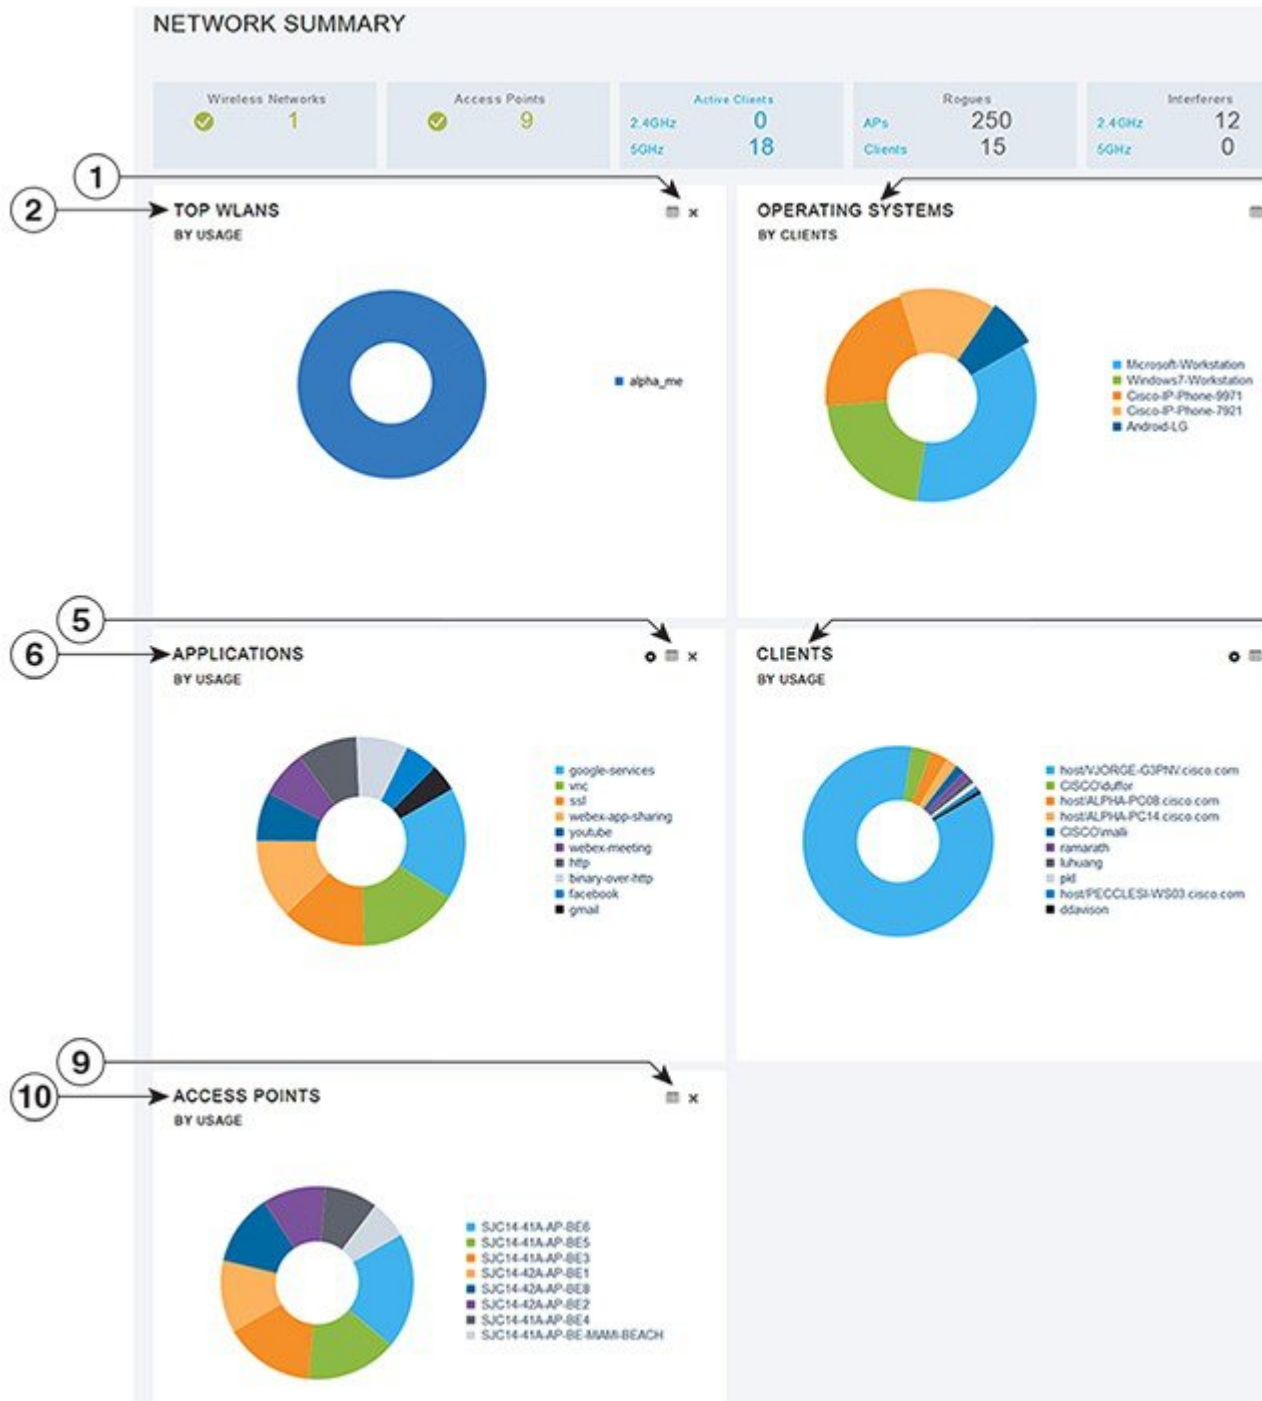 NETWORK SUMMARY
Wireless Networks
1
Access Points
9
Active Clients
2.4GHz 0
5GHz 18
Rogues
APs 250
Clients 15
Interferers
2.4GHz 12
5GHz 0
1
2
TOP WLANS
BY USAGE
alpha_me
OPERATING SYSTEMS
BY CLIENTS
Microsoft-Workstation
Windows7-Workstation
Cisco-IP-Phone-9971
Cisco-IP-Phone-7921
Android-LG
5
6
APPLICATIONS
BY USAGE
google-services
vnc
ssl
webex-app-sharing
youtube
webex-meeting
http
binary-over-http
facebook
gmail
CLIENTS
BY USAGE
host/VJORGE-G3PNV.cisco.com
CISCO\duffor
host/ALPHA-PC08.cisco.com
host/ALPHA-PC14.cisco.com
CISCO\malli
ramarath
luhuang
pkl
host/PECCLESI-WS03.cisco.com
ddavison
9
10
ACCESS POINTS
BY USAGE
SJC14-41A-AP-BE6
SJC14-41A-AP-BE5
SJC14-41A-AP-BE3
SJC14-42A-AP-BE1
SJC14-42A-AP-BE8
SJC14-42A-AP-BE2
SJC14-41A-AP-BE4
SJC14-41A-AP-BE-MIAMI-BEACH